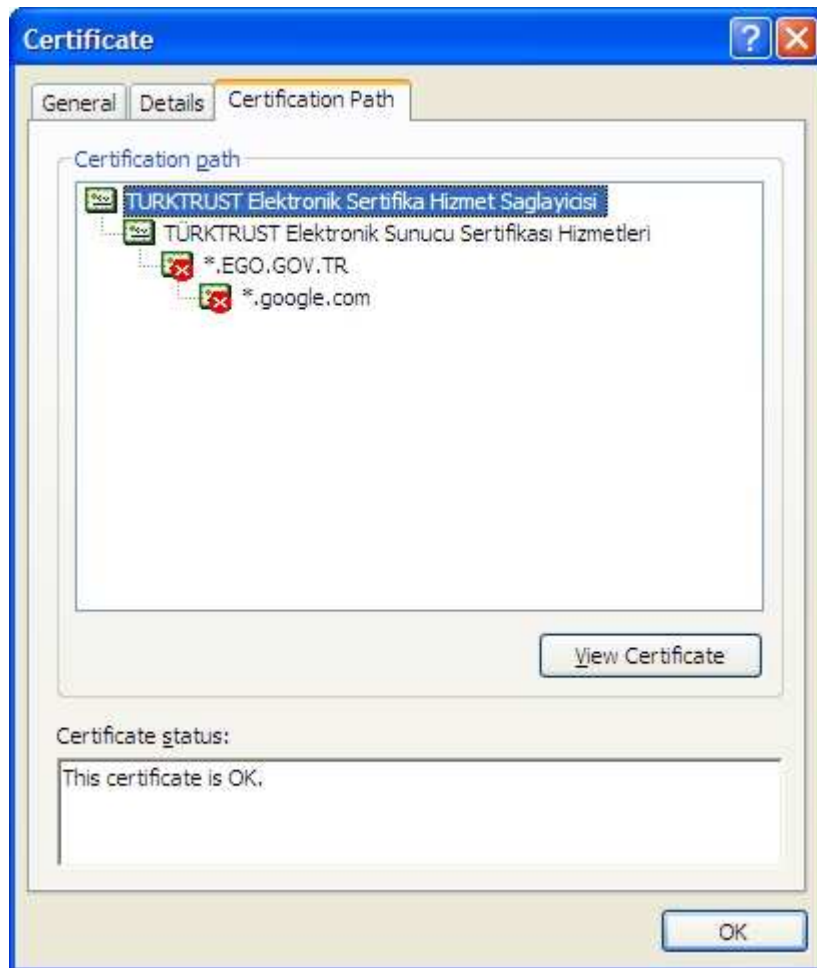 Certificate
General Details Certification Path
Certification path
TURKTRUST Elektronik Sertifika Hizmet Saglayicisi
TÜRKTRUST Elektronik Sunucu Sertifikası Hizmetleri
*.EGO.GOV.TR
*.google.com
View Certificate
Certificate status:
This certificate is OK.
OK